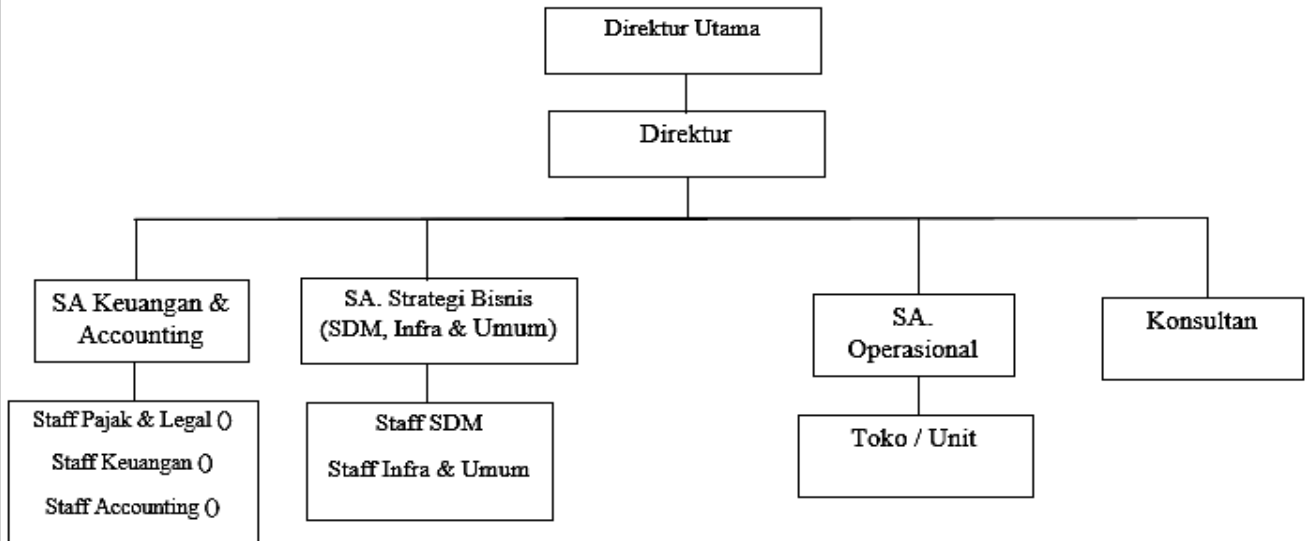 Direktur Utama
Direktur
SA Keuangan &
Accounting
SA. Strategi Bisnis
(SDM, Infra & Umum)
SA.
Operasional
Konsultan
Staff Pajak & Legal ()
Staff Keuangan ()
Staff Accounting ()
Staff SDM
Staff Infra & Umum
Toko / Unit